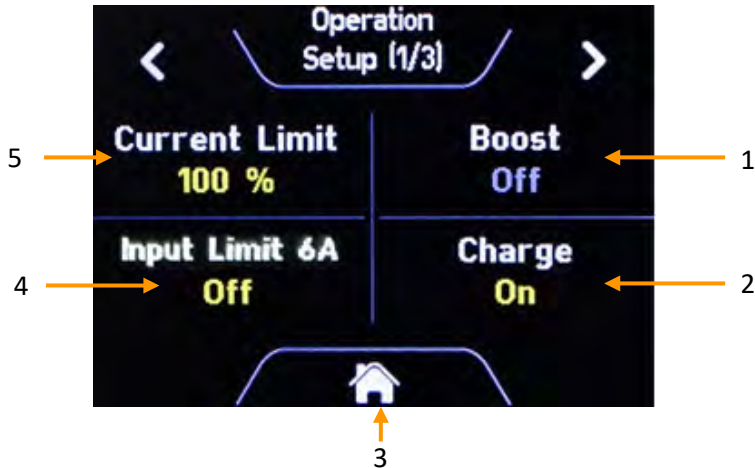 Operation
Setup (1/3)
5
Current Limit
100 %
Boost
Off
1
4
Input Limit 6A
Off
Charge
On
2
3